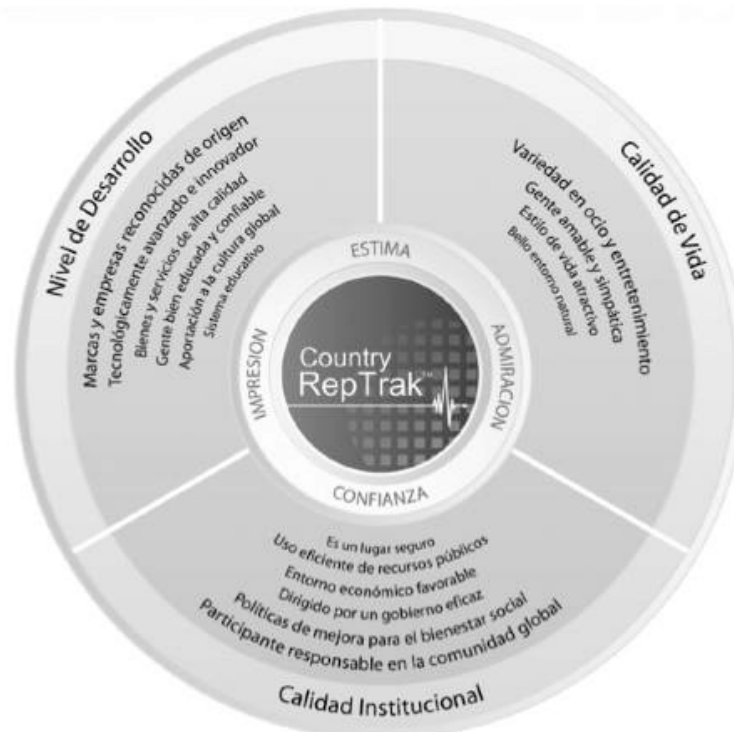 Nivel de Desarrollo
Marcas y empresas reconocidas de origen
Tecnológicamente avanzado e innovador
Bienes y servicios de alta calidad
Gente bien educada y confiable
Aportación a la cultura global
Sistema educativo
Calidad de Vida
Variedad en ocio y entretenimiento
Gente amable y simpática
Estilo de vida atractivo
Bello entorno natural
ESTIMA
ADMIRACION
IMPRESION
CONFIANZA
Country
RepTrak™
Es un lugar seguro
Uso eficiente de recursos públicos
Entorno económico favorable
Dirigido por un gobierno eficaz
Políticas de mejora para el bienestar social
Participante responsable en la comunidad global
Calidad Institucional